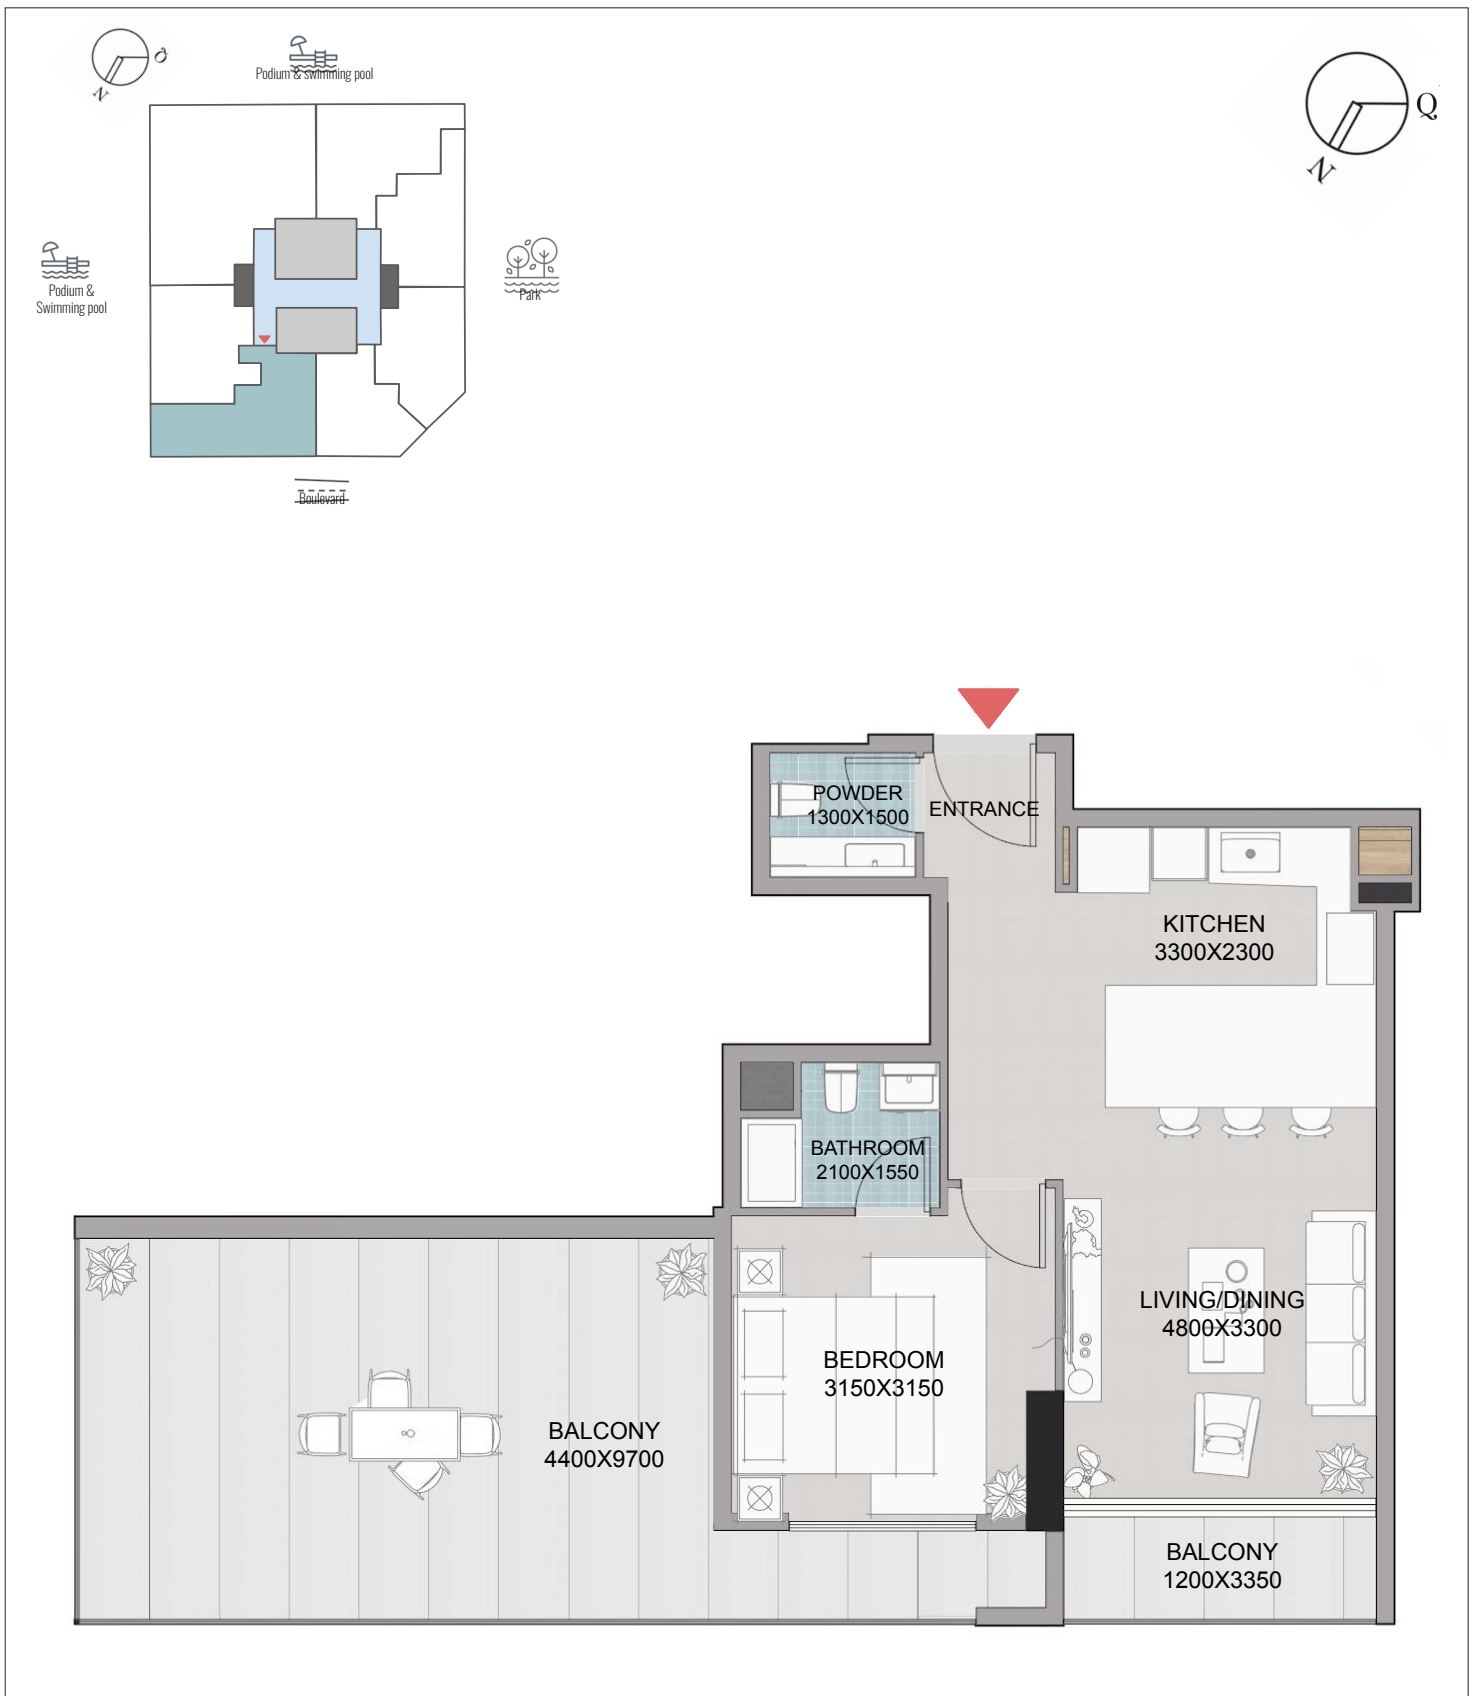 Q
N
Podium & swimming pool
Q
N
Podium &
Swimming pool
Park
Boulevard
POWDER
1300X1500
ENTRANCE
KITCHEN
3300X2300
BATHROOM
2100X1550
LIVING/DINING
4800X3300
BEDROOM
3150X3150
BALCONY
4400X9700
BALCONY
1200X3350